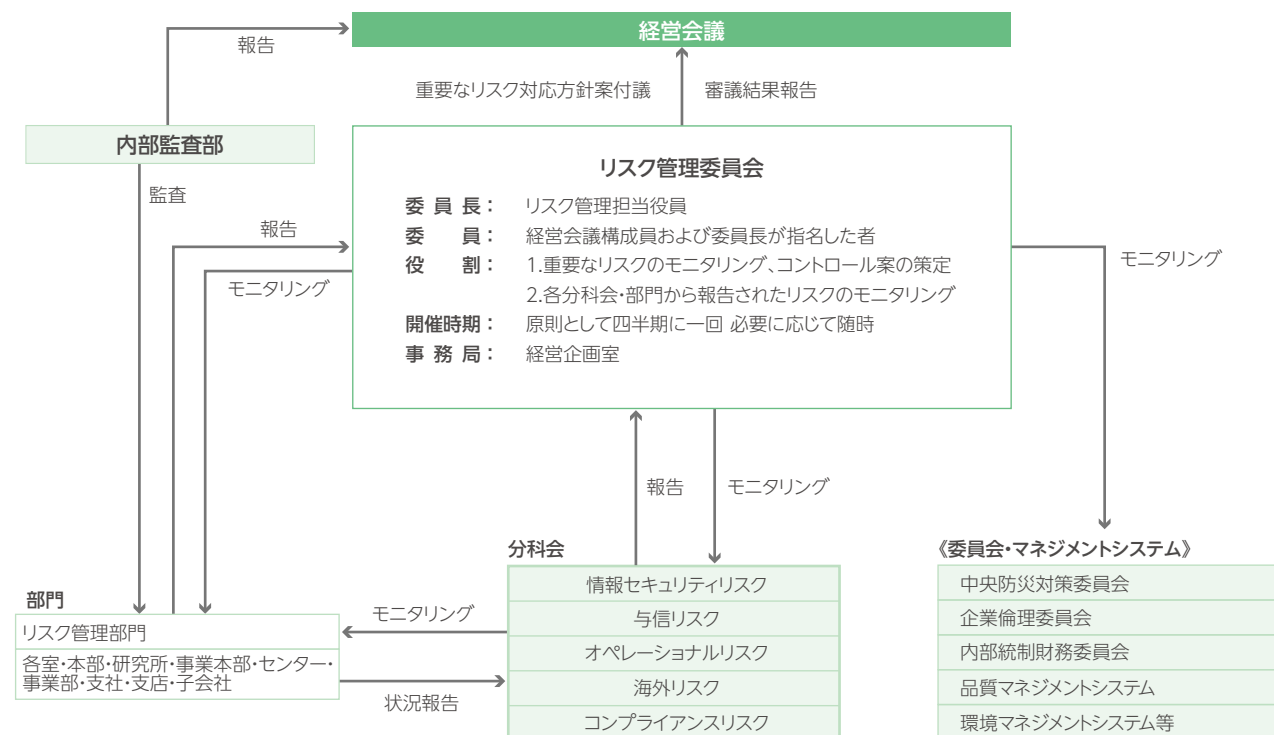 経営会議
報告
重要なリスク対応方針案付議
審議結果報告
内部監査部
監査
リスク管理委員会
委員長： リスク管理担当役員
委員： 経営会議構成員および委員長が指名した者
役割： 1.重要なリスクのモニタリング、コントロール案の策定
2.各分科会・部門から報告されたリスクのモニタリング
開催時期： 原則として四半期に一回 必要に応じて随時
事務局： 経営企画室
報告
モニタリング
モニタリング
報告
モニタリング
分科会
情報セキュリティリスク
与信リスク
オペレーショナルリスク
海外リスク
コンプライアンスリスク
《委員会・マネジメントシステム》
中央防災対策委員会
企業倫理委員会
内部統制財務委員会
品質マネジメントシステム
環境マネジメントシステム等
部門
リスク管理部門
各室・本部・研究所・事業本部・センター・
事業部・支社・支店・子会社
モニタリング
状況報告